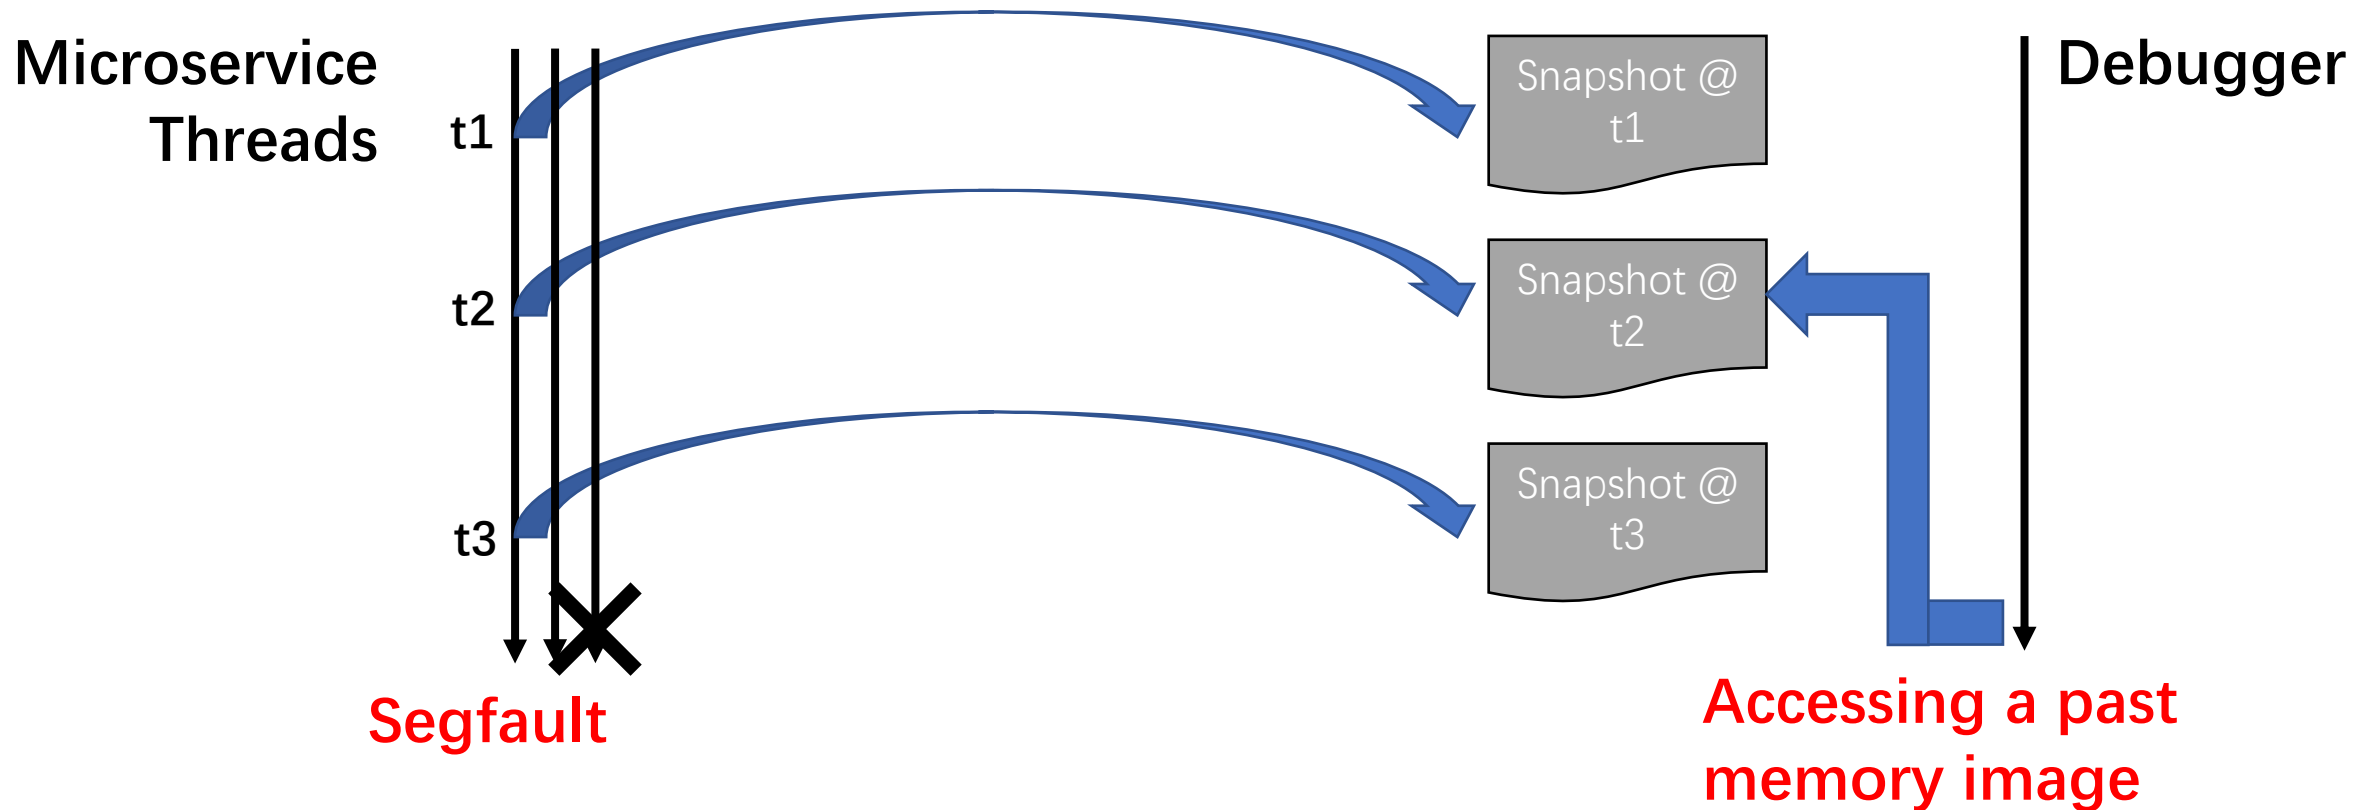 Microservice
Threads
t1
t2
t3
Segfault
Snapshot @
t1
Snapshot @
t2
Snapshot @
t3
Debugger
Accessing a past
memory image